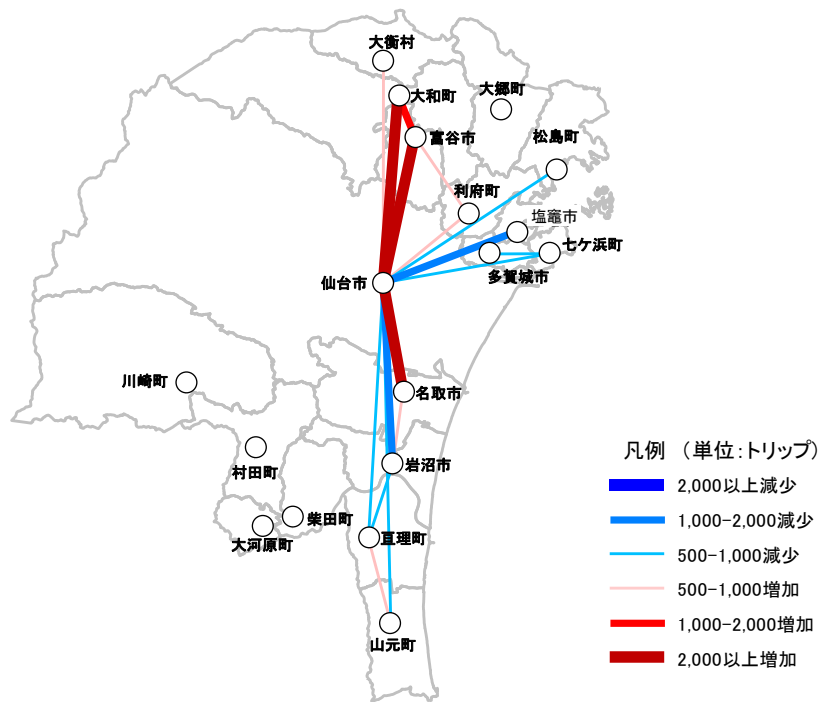 大衡村
大和町
大郷町
富谷市
松島町
利府町
塩竈市
七ケ浜町
多賀城市
仙台市
川崎町
名取市
村田町
岩沼市
柴田町
大河原町
亘理町
山元町
凡例 (単位:トリップ)
2,000以上減少
1,000-2,000減少
500-1,000減少
500-1,000増加
1,000-2,000増加
2,000以上増加